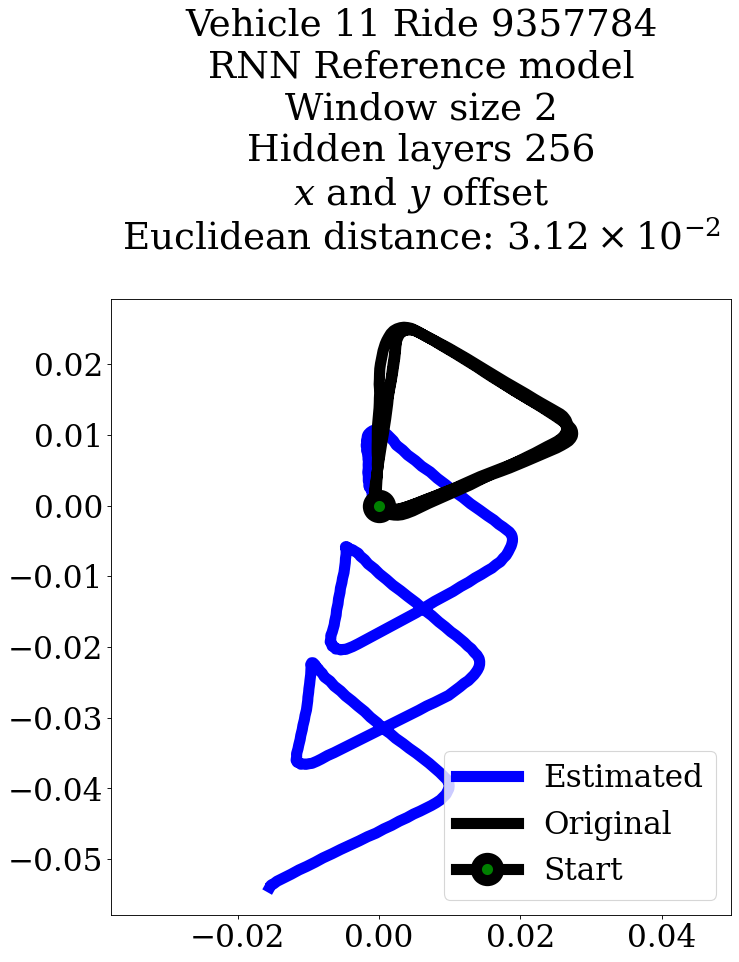 Vehicle 11 Ride 9357784
RNN Reference model
Window size 2
Hidden layers 256
x and y offset
Euclidean distance: 3.12 × 10⁻²
0.02
0.01
0.00
−0.01
−0.02
−0.03
−0.04
−0.05
Estimated
Original
Start
−0.02 0.00 0.02 0.04